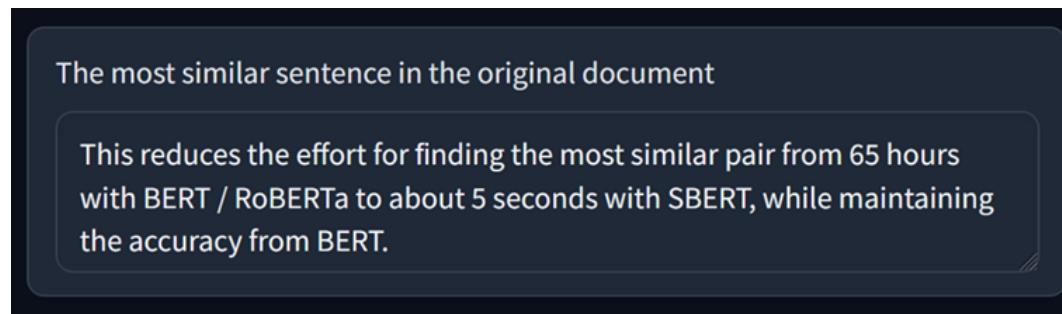 The most similar sentence in the original document
This reduces the effort for finding the most similar pair from 65 hours
with BERT / RoBERTa to about 5 seconds with SBERT, while maintaining
the accuracy from BERT.